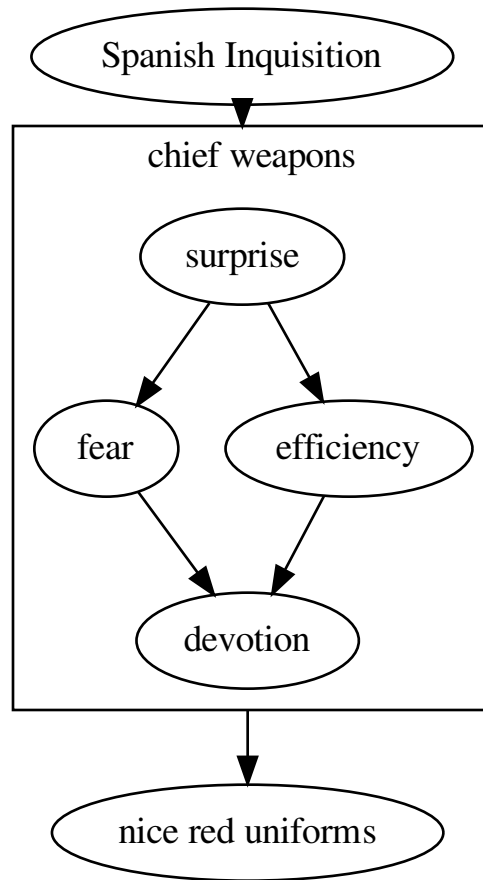 Spanish Inquisition
chief weapons
surprise
fear
efficiency
devotion
nice red uniforms